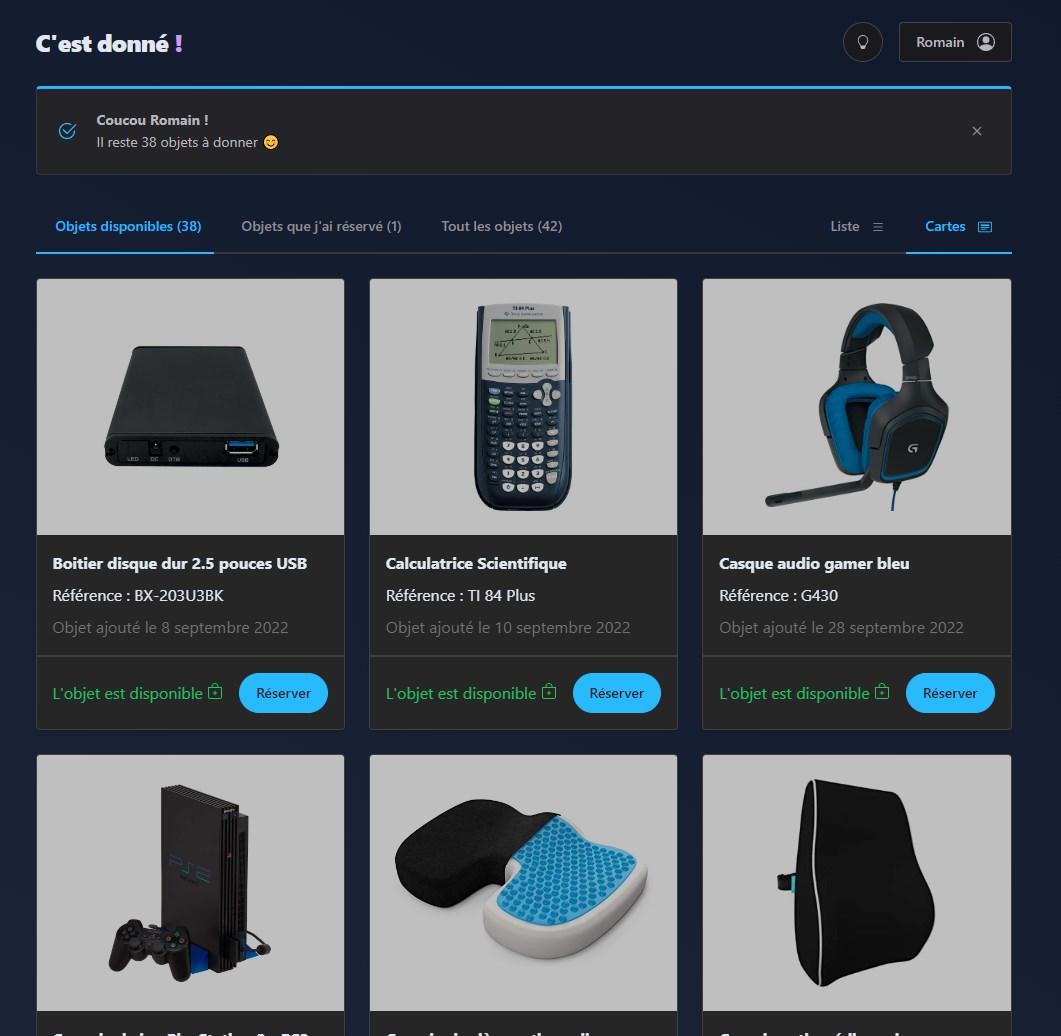 C'est donné !
Romain
Coucou Romain !
Il reste 38 objets à donner 😊
Objets disponibles (38)
Objets que j'ai réservé (1)
Tout les objets (42)
Liste
Cartes
LED DC OTB USB
TI-84 Plus
G
Boitier disque dur 2.5 pouces USB
Référence : BX-203U3BK
Objet ajouté le 8 septembre 2022
L'objet est disponible
Réserver
Calculatrice Scientifique
Référence : TI 84 Plus
Objet ajouté le 10 septembre 2022
L'objet est disponible
Réserver
Casque audio gamer bleu
Référence : G430
Objet ajouté le 28 septembre 2022
L'objet est disponible
Réserver
PS2